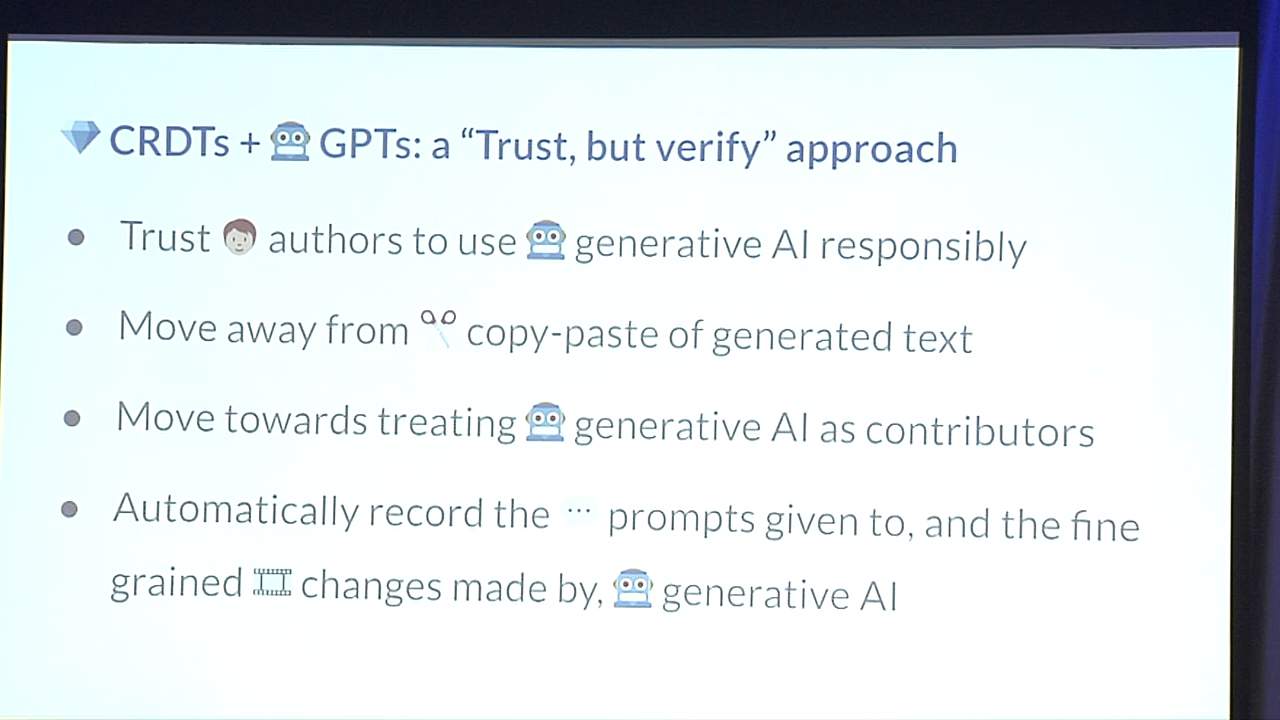 💎 CRDTs + 🤖 GPTs: a “Trust, but verify” approach
● Trust 👩 authors to use 🤖 generative AI responsibly
● Move away from ✂️ copy-paste of generated text
● Move towards treating 🤖 generative AI as contributors
● Automatically record the 💬 prompts given to, and the fine
grained 🎞️ changes made by, 🤖 generative AI